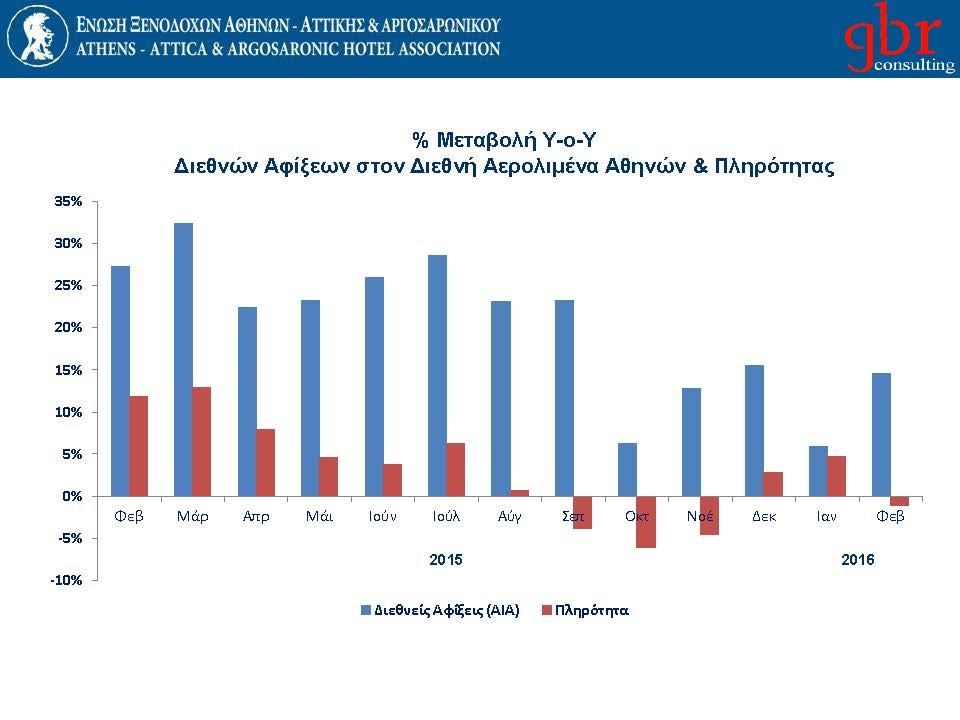 ΕΝΩΣΗ ΞΕΝΟΔΟΧΩΝ ΑΘΗΝΩΝ - ΑΤΤΙΚΗΣ & ΑΡΓΟΣΑΡΩΝΙΚΟΥ
ATHENS - ATTICA & ARGOSARONIC HOTEL ASSOCIATION
gbr
consulting
% Μεταβολή Υ-ο-Υ
Διεθνών Αφίξεων στον Διεθνή Αερολιμένα Αθηνών & Πληρότητας
35%
30%
25%
20%
15%
10%
5%
0%
-5%
-10%
Φεβ Μάρ Απρ Μάι Ιούν Ιούλ Αύγ Σεπ Οκτ Νοέ Δεκ Ιαν Φεβ
2015 2016
Διεθνείς Αφίξεις (ΑΙΑ) Πληρότητα